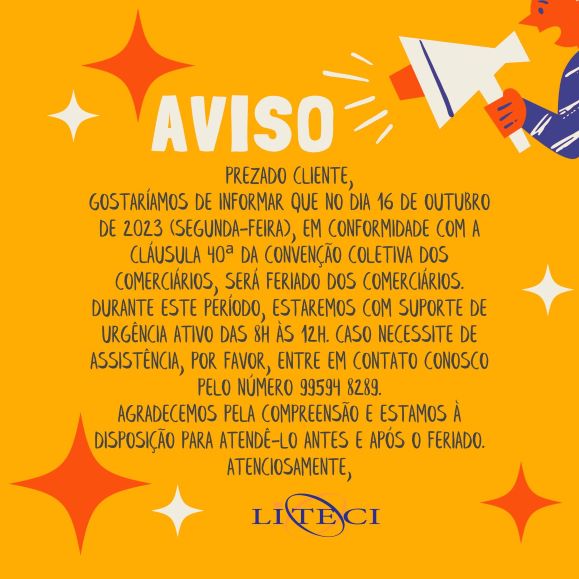 AVISO
PREZADO CLIENTE,
GOSTARÍAMOS DE INFORMAR QUE NO DIA 16 DE OUTUBRO
DE 2023 (SEGUNDA-FEIRA), EM CONFORMIDADE COM A
CLÁUSULA 40ª DA CONVENÇÃO COLETIVA DOS
COMERCIÁRIOS, SERÁ FERIADO DOS COMERCIÁRIOS.
DURANTE ESTE PERÍODO, ESTAREMOS COM SUPORTE DE
URGÊNCIA ATIVO DAS 8H ÀS 12H. CASO NECESSITE DE
ASSISTÊNCIA, POR FAVOR, ENTRE EM CONTATO CONOSCO
PELO NÚMERO 99594 8289.
AGRADECEMOS PELA COMPREENSÃO E ESTAMOS À
DISPOSIÇÃO PARA ATENDÊ-LO ANTES E APÓS O FERIADO.
ATENCIOSAMENTE,
LITECI